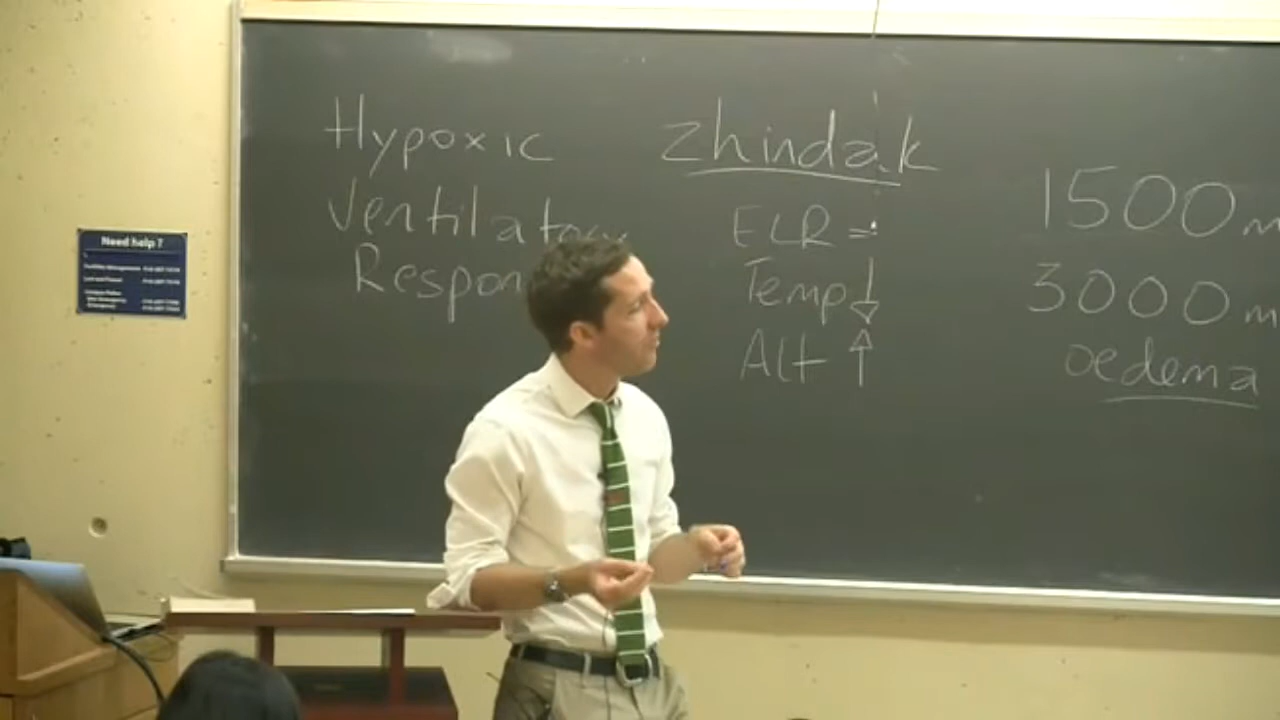 Hypoxic
Ventilatory
Respon
Zhindak
ELR =
Temp ↓
Alt ↑
1500m
3000m
oedema
Need help ?